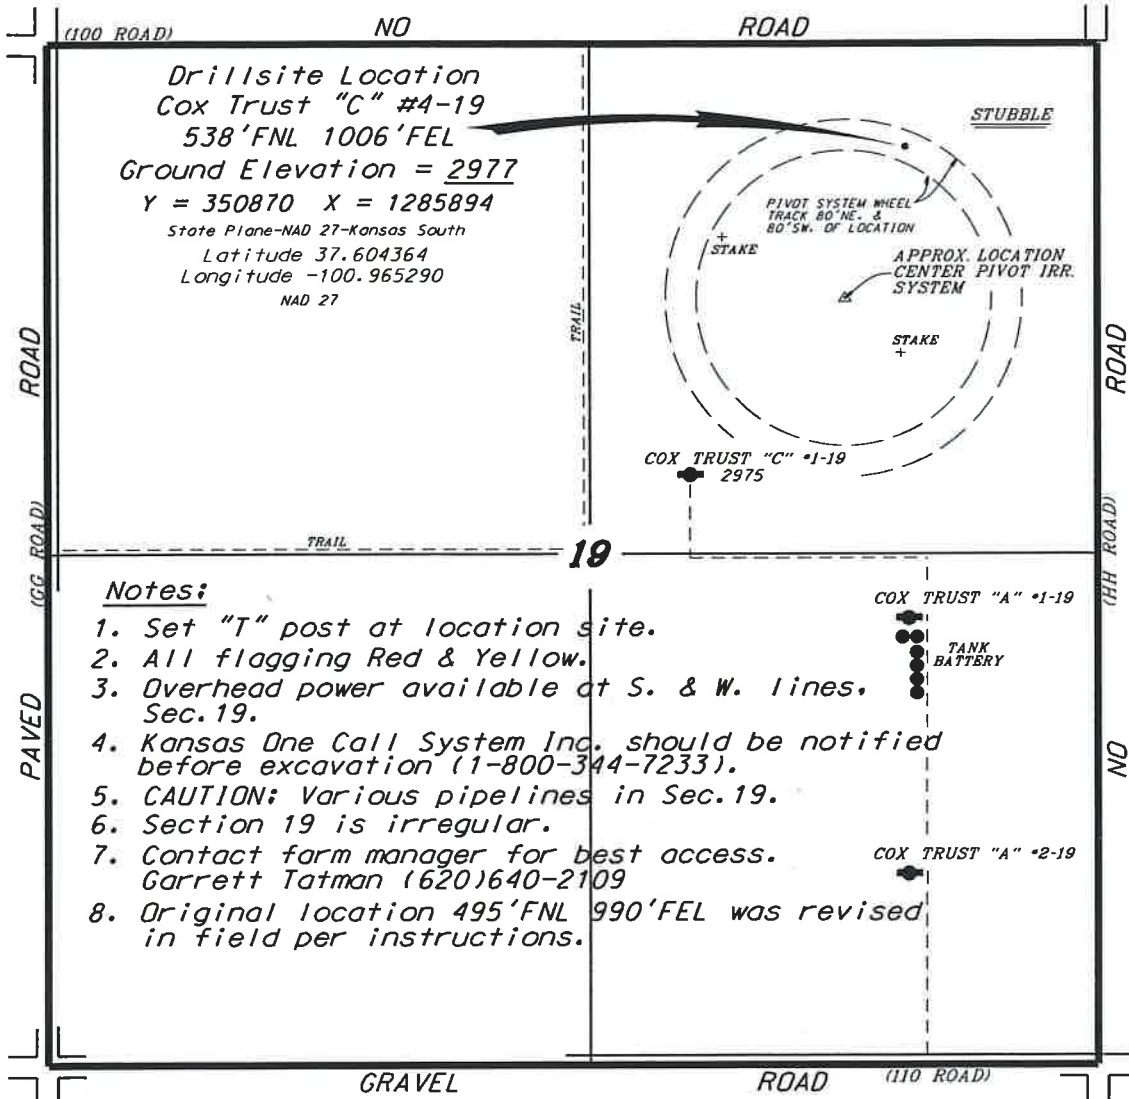 (100 ROAD) NO ROAD
Drillsite Location
Cox Trust "C" #4-19
538'FNL 1006'FEL
Ground Elevation = 2977
Y = 350870 X = 1285894
State Plane-NAD 27-Kansas South
Latitude 37.604364
Longitude -100.965290
NAD 27
STUBBLE
PIVOT SYSTEM WHEEL
TRACK 80'NE. &
80'SW. OF LOCATION
STAKE
APPROX. LOCATION
CENTER PIVOT IRR.
SYSTEM
STAKE
TRAIL
COX TRUST "C" #1-19
2975
TRAIL
19
PAVED (GG ROAD) ROAD
NO (HH ROAD) ROAD
Notes:
1. Set "T" post at location site.
2. All flagging Red & Yellow.
3. Overhead power available at S. & W. lines,
Sec.19.
4. Kansas One Call System Inc. should be notified
before excavation (1-800-344-7233).
5. CAUTION: Various pipelines in Sec.19.
6. Section 19 is irregular.
7. Contact farm manager for best access.
Garrett Tatman (620)640-2109
8. Original location 495'FNL 990'FEL was revised
in field per instructions.
COX TRUST "A" #1-19
TANK
BATTERY
COX TRUST "A" #2-19
GRAVEL ROAD (110 ROAD)